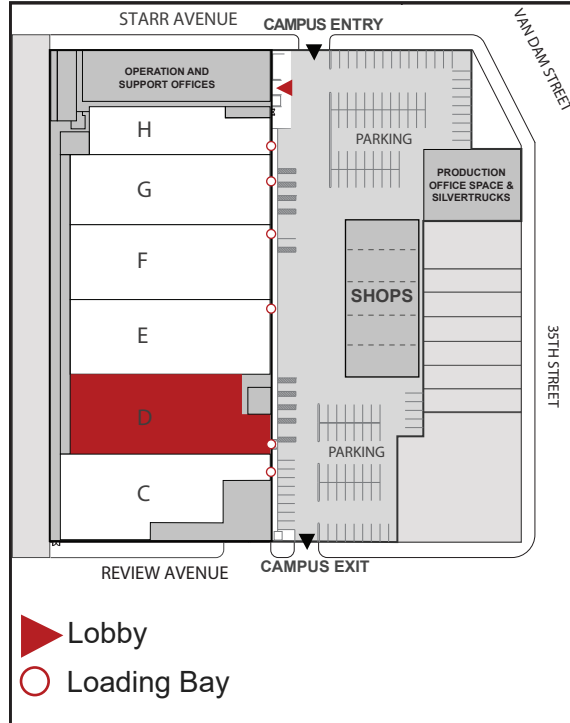 STARR AVENUE
CAMPUS ENTRY
VAN DAM STREET
OPERATION AND
SUPPORT OFFICES
H
PARKING
PRODUCTION
OFFICE SPACE &
SILVERTRUCKS
G
F
SHOPS
E
35TH STREET
D
PARKING
C
REVIEW AVENUE
CAMPUS EXIT
Lobby
Loading Bay